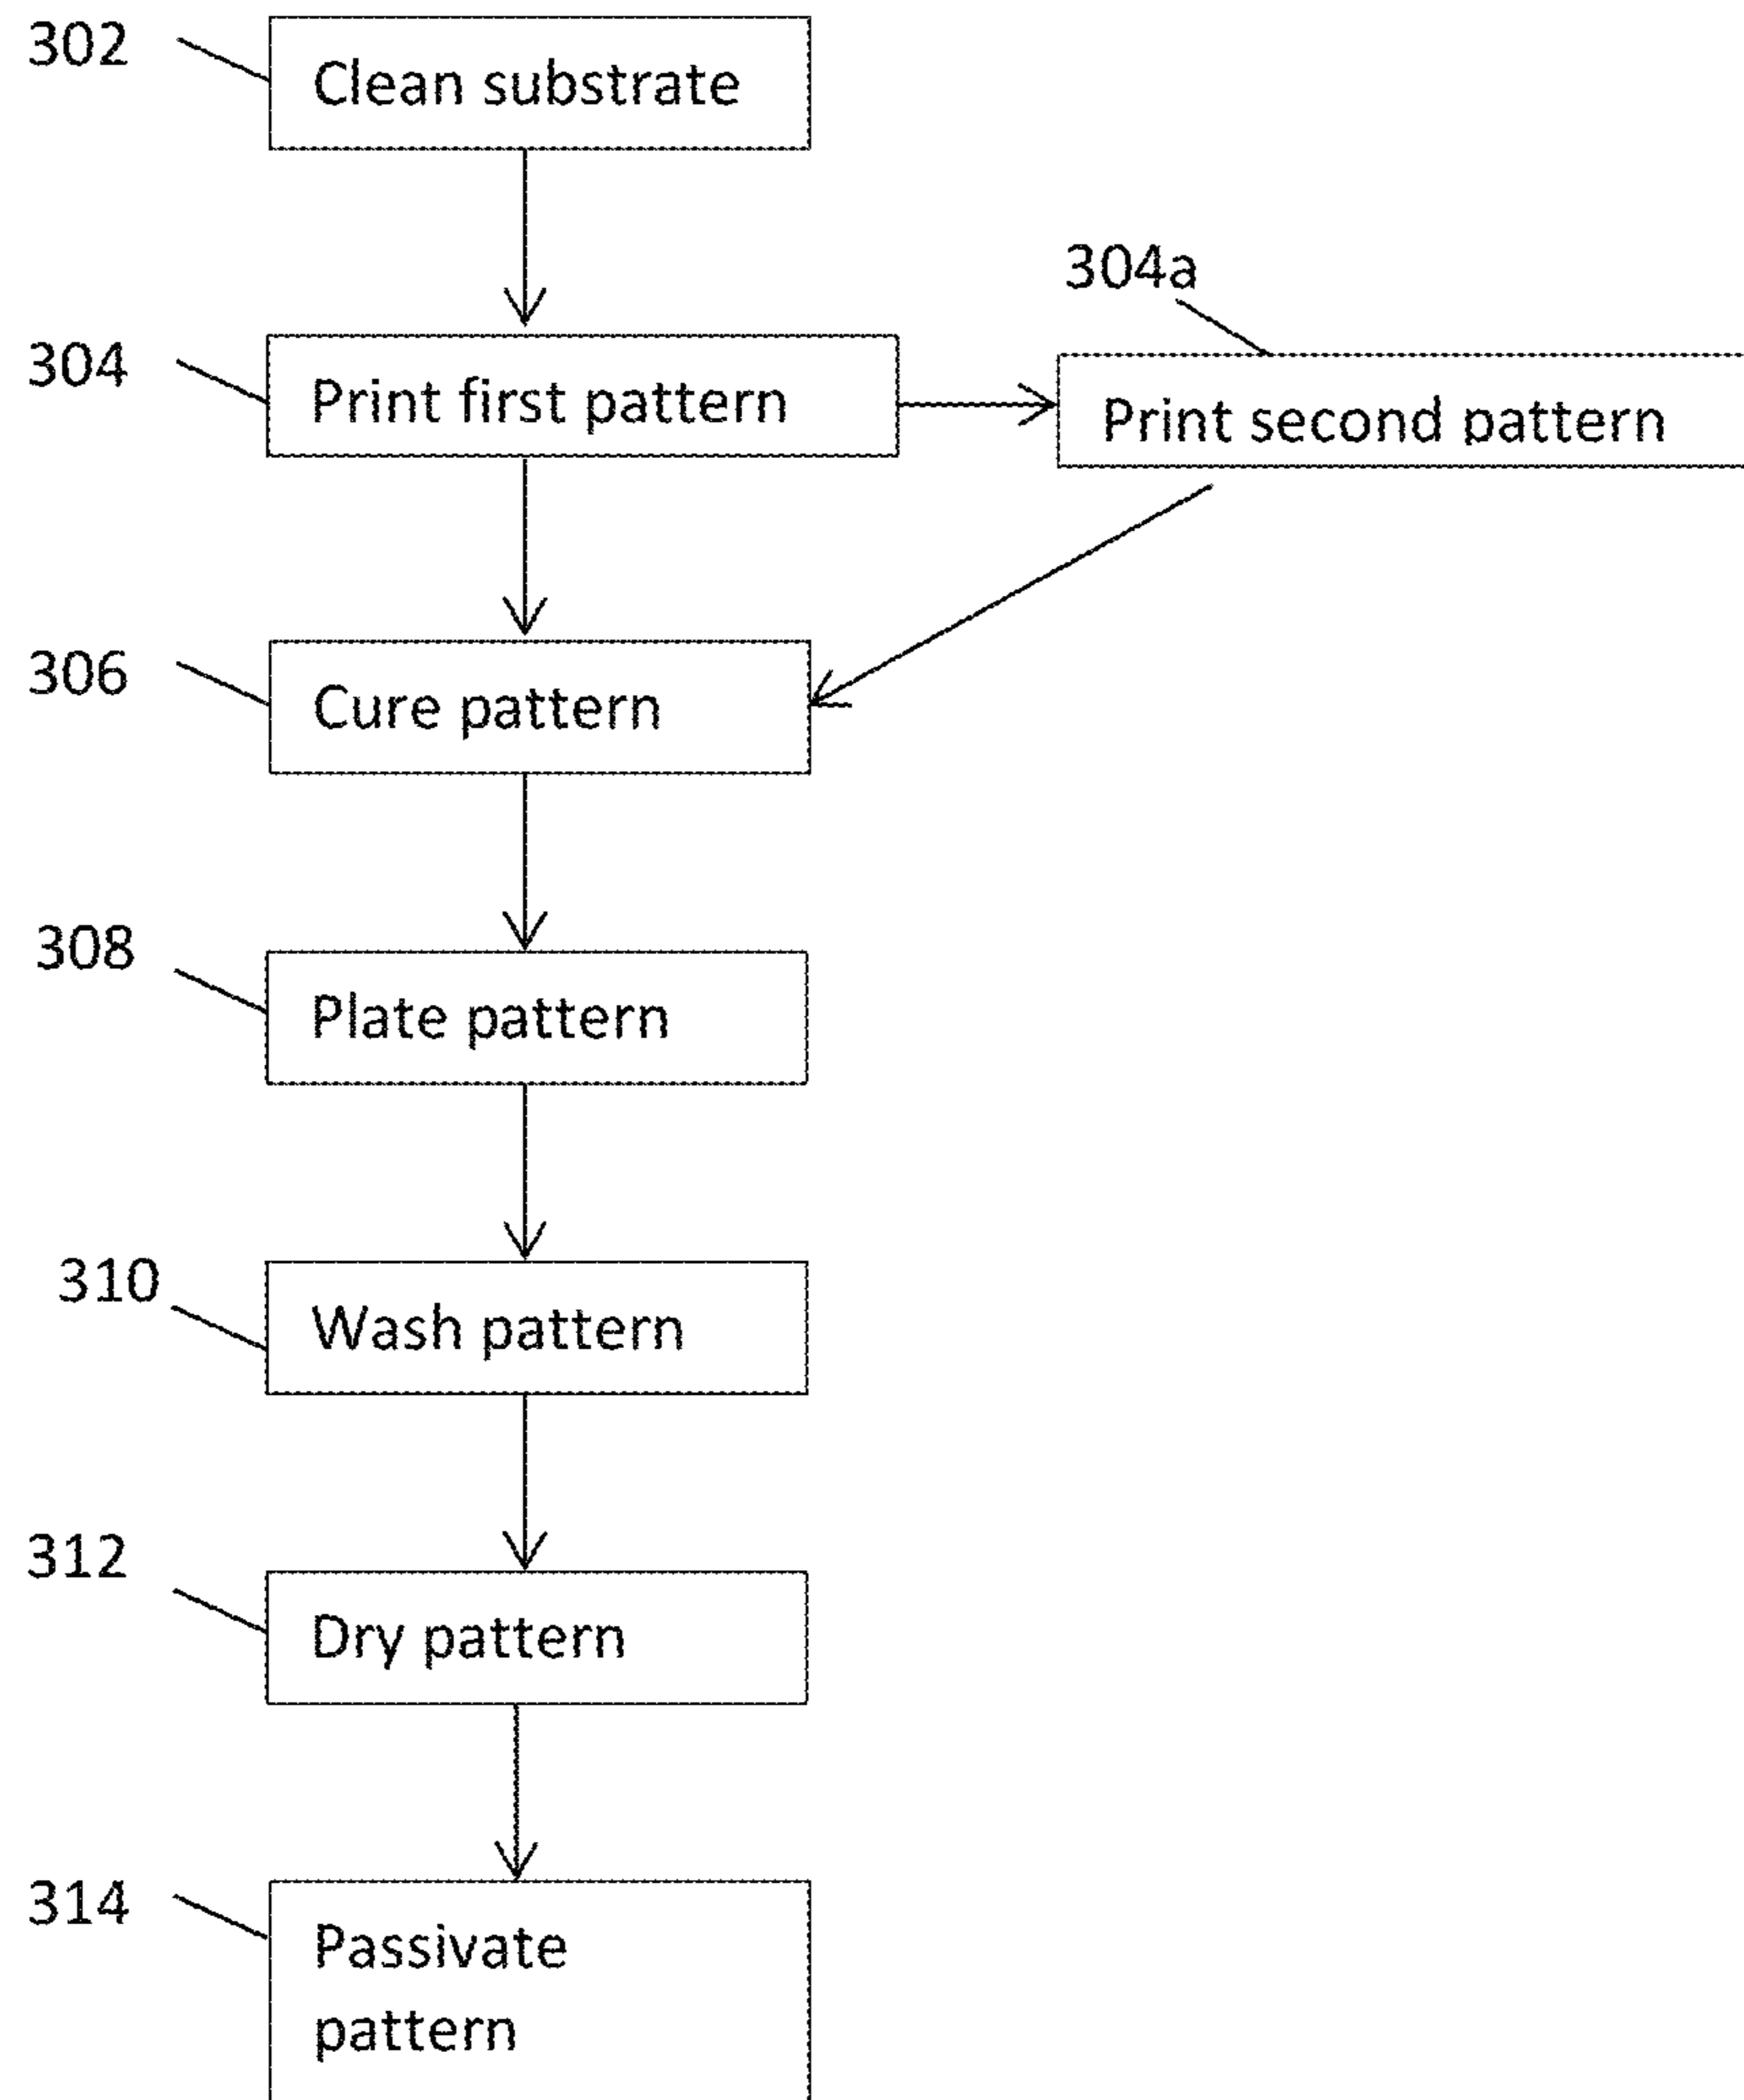 302
Clean substrate
304a
304
Print first pattern
Print second pattern
306
Cure pattern
308
Plate pattern
310
Wash pattern
312
Dry pattern
314
Passivate
pattern